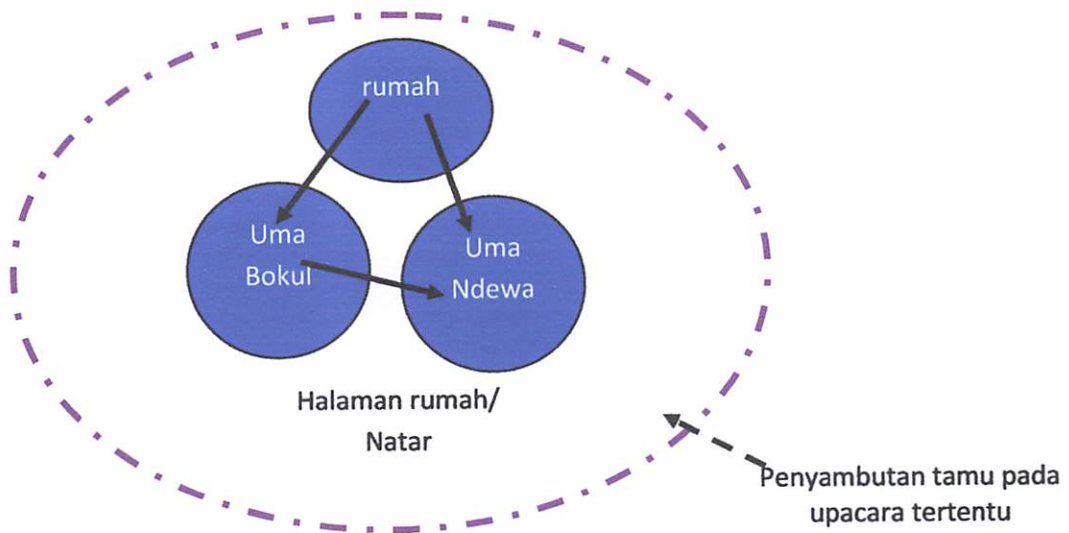 rumah
Uma
Bokul
Uma
Ndewa
Halaman rumah/
Natar
Penyambutan tamu pada
upacara tertentu